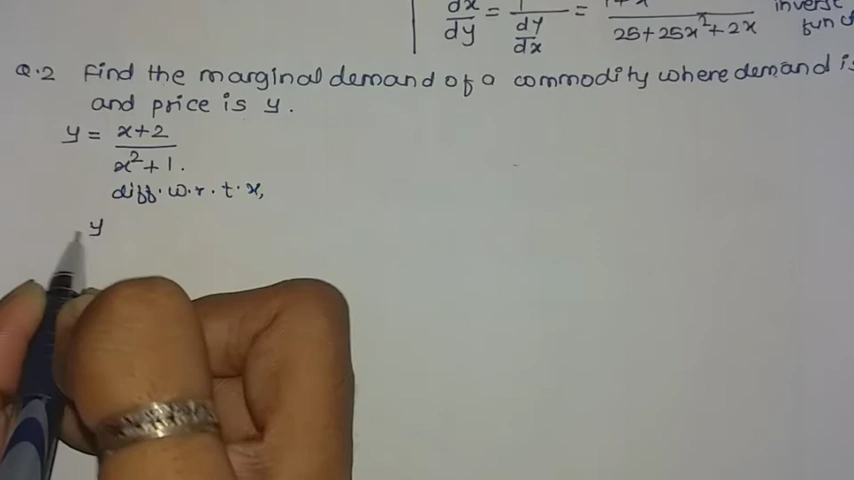 dx/dy = 1/(dy/dx) = /(25+25x²+2x) inverse
Q.2 Find the marginal demand of a commodity where demand is
and price is y.
y = (x+2)/(x²+1).
diff. w.r.t. x,
y